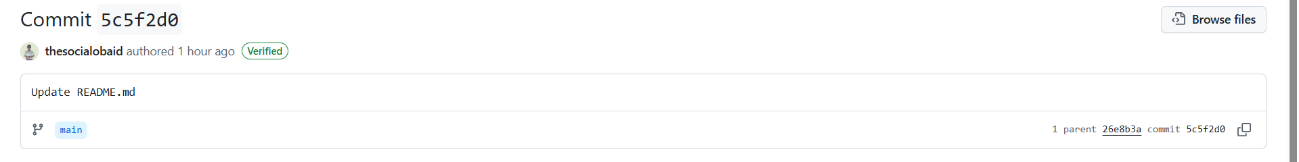 Commit 5c5f2d0
Browse files
thesocialobaid authored 1 hour ago Verified
Update README.md
main
1 parent 26e8b3a commit 5c5f2d0